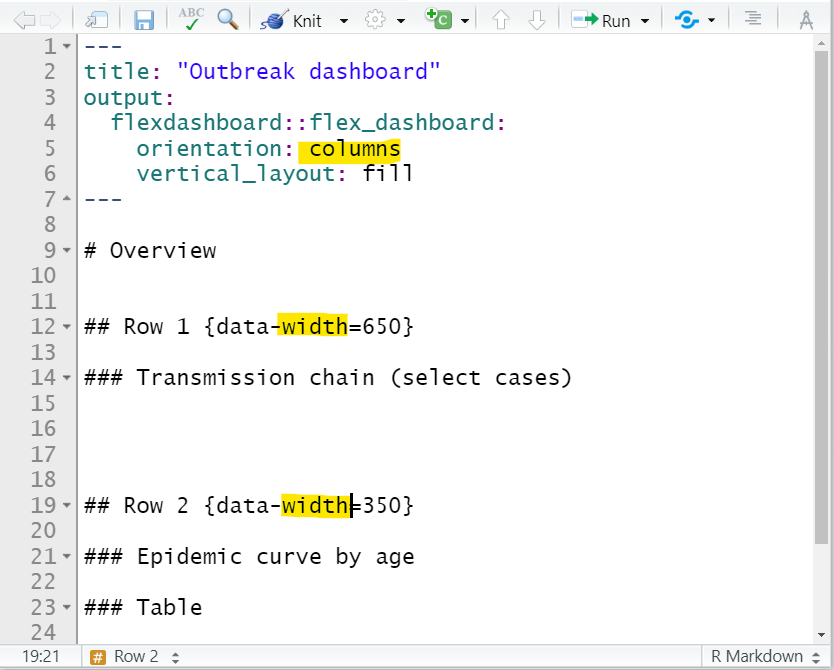 ABC
Knit
C
Run
1 ---
2 title: "Outbreak dashboard"
3 output:
4   flexdashboard::flex_dashboard:
5     orientation: columns
6     vertical_layout: fill
7 ---
8
9 # Overview
10
11
12 ## Row 1 {data-width=650}
13
14 ### Transmission chain (select cases)
15
16
17
18
19 ## Row 2 {data-width=350}
20
21 ### Epidemic curve by age
22
23 ### Table
24
19:21
# Row 2
R Markdown